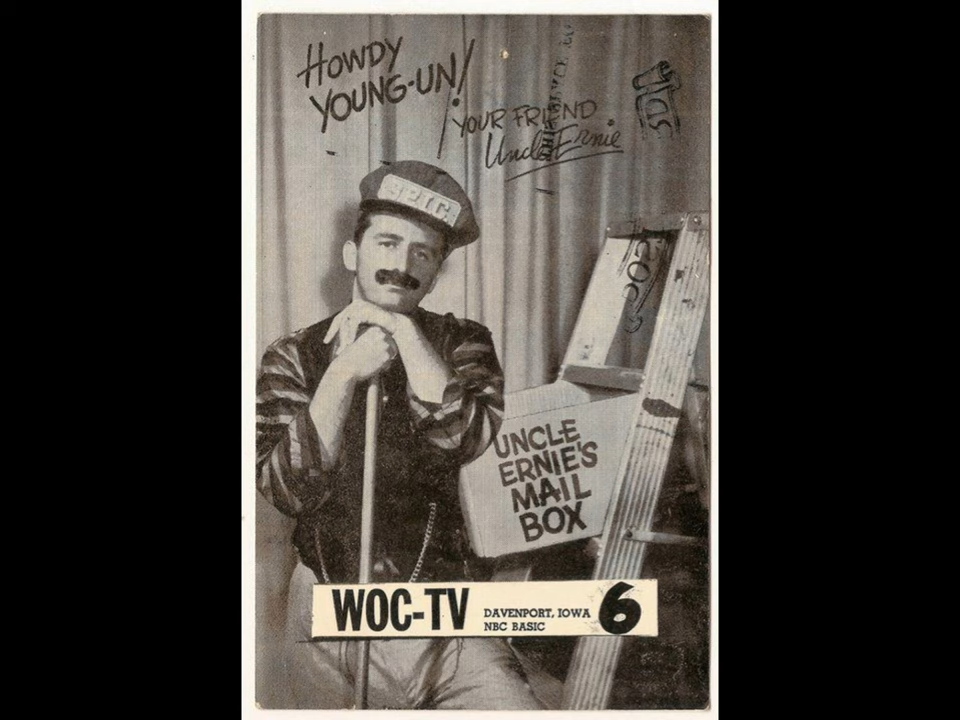 HOWDY
YOUNG-UN!
YOUR FRIEND
Uncle Ernie
UNCLE
ERNIE'S
MAIL
BOX
WOC-TV
DAVENPORT, IOWA
NBC BASIC
6